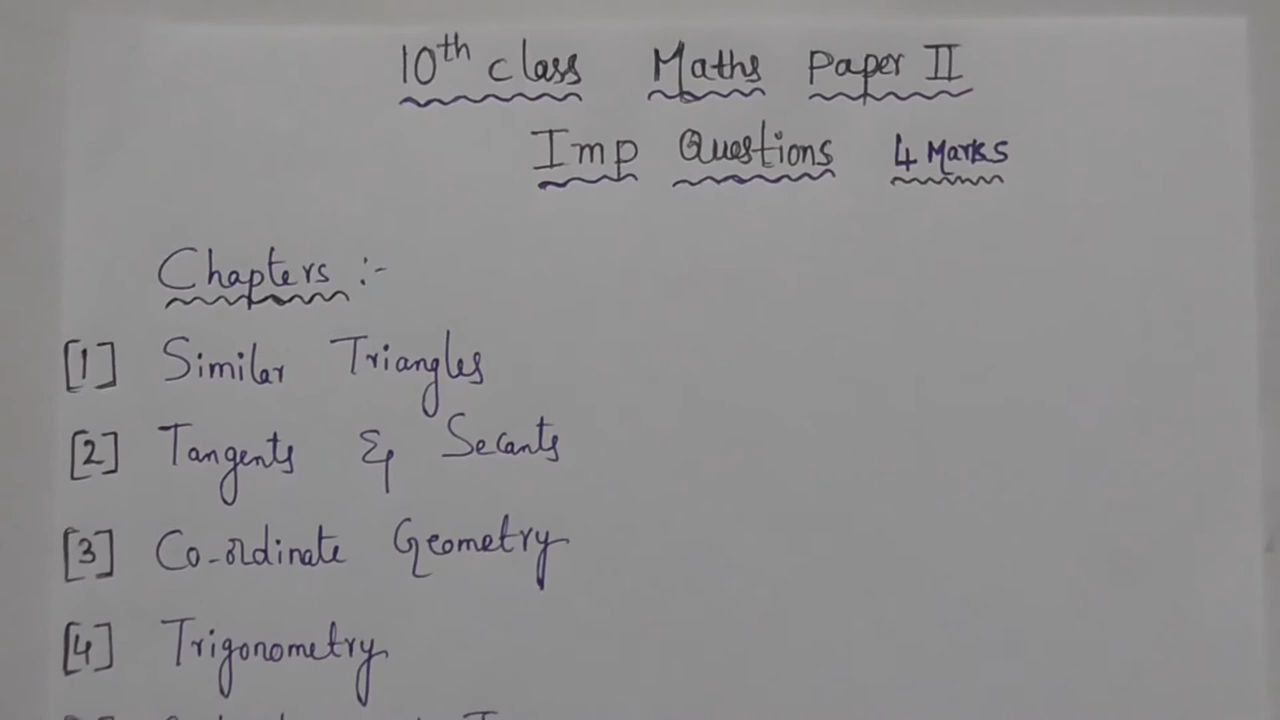 10th class Maths Paper II
Imp Questions 4 Marks
Chapters :-
[1] Similar Triangles
[2] Tangents & Secants
[3] Co-ordinate Geometry
[4] Trigonometry